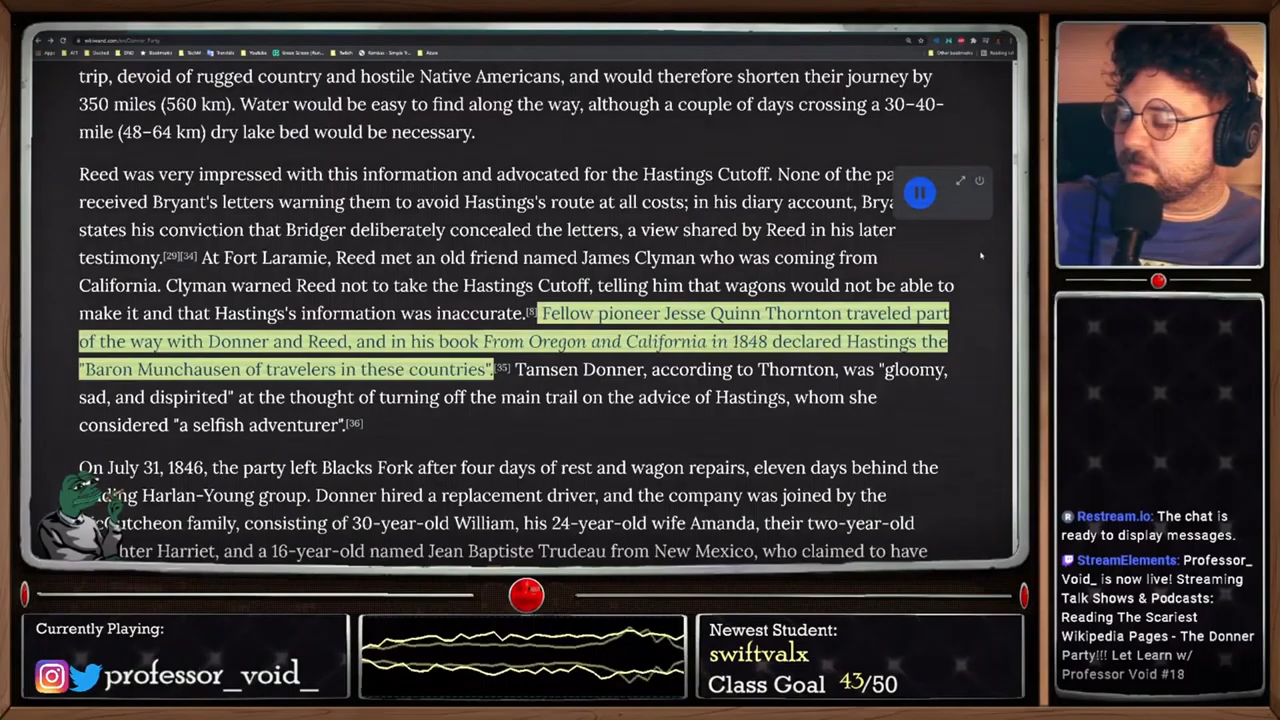 wikiwand.com/en/Donner_Party
trip, devoid of rugged country and hostile Native Americans, and would therefore shorten their journey by
350 miles (560 km). Water would be easy to find along the way, although a couple of days crossing a 30–40-
mile (48–64 km) dry lake bed would be necessary.
Reed was very impressed with this information and advocated for the Hastings Cutoff. None of the pa
received Bryant's letters warning them to avoid Hastings's route at all costs; in his diary account, Brya
states his conviction that Bridger deliberately concealed the letters, a view shared by Reed in his later
testimony.[29][34] At Fort Laramie, Reed met an old friend named James Clyman who was coming from
California. Clyman warned Reed not to take the Hastings Cutoff, telling him that wagons would not be able to
make it and that Hastings's information was inaccurate.[8] Fellow pioneer Jesse Quinn Thornton traveled part
of the way with Donner and Reed, and in his book From Oregon and California in 1848 declared Hastings the
"Baron Munchausen of travelers in these countries".[35] Tamsen Donner, according to Thornton, was "gloomy,
sad, and dispirited" at the thought of turning off the main trail on the advice of Hastings, whom she
considered "a selfish adventurer".[36]
On July 31, 1846, the party left Blacks Fork after four days of rest and wagon repairs, eleven days behind the
ding Harlan-Young group. Donner hired a replacement driver, and the company was joined by the
cCutcheon family, consisting of 30-year-old William, his 24-year-old wife Amanda, their two-year-old
hter Harriet, and a 16-year-old named Jean Baptiste Trudeau from New Mexico, who claimed to have
Currently Playing:
professor_void_
Newest Student:
swiftvalx
Class Goal 43/50
Restream.io: The chat is
ready to display messages.
StreamElements: Professor_
Void_ is now live! Streaming
Talk Shows & Podcasts:
Reading The Scariest
Wikipedia Pages - The Donner
Party!!! Let Learn w/
Professor Void #18